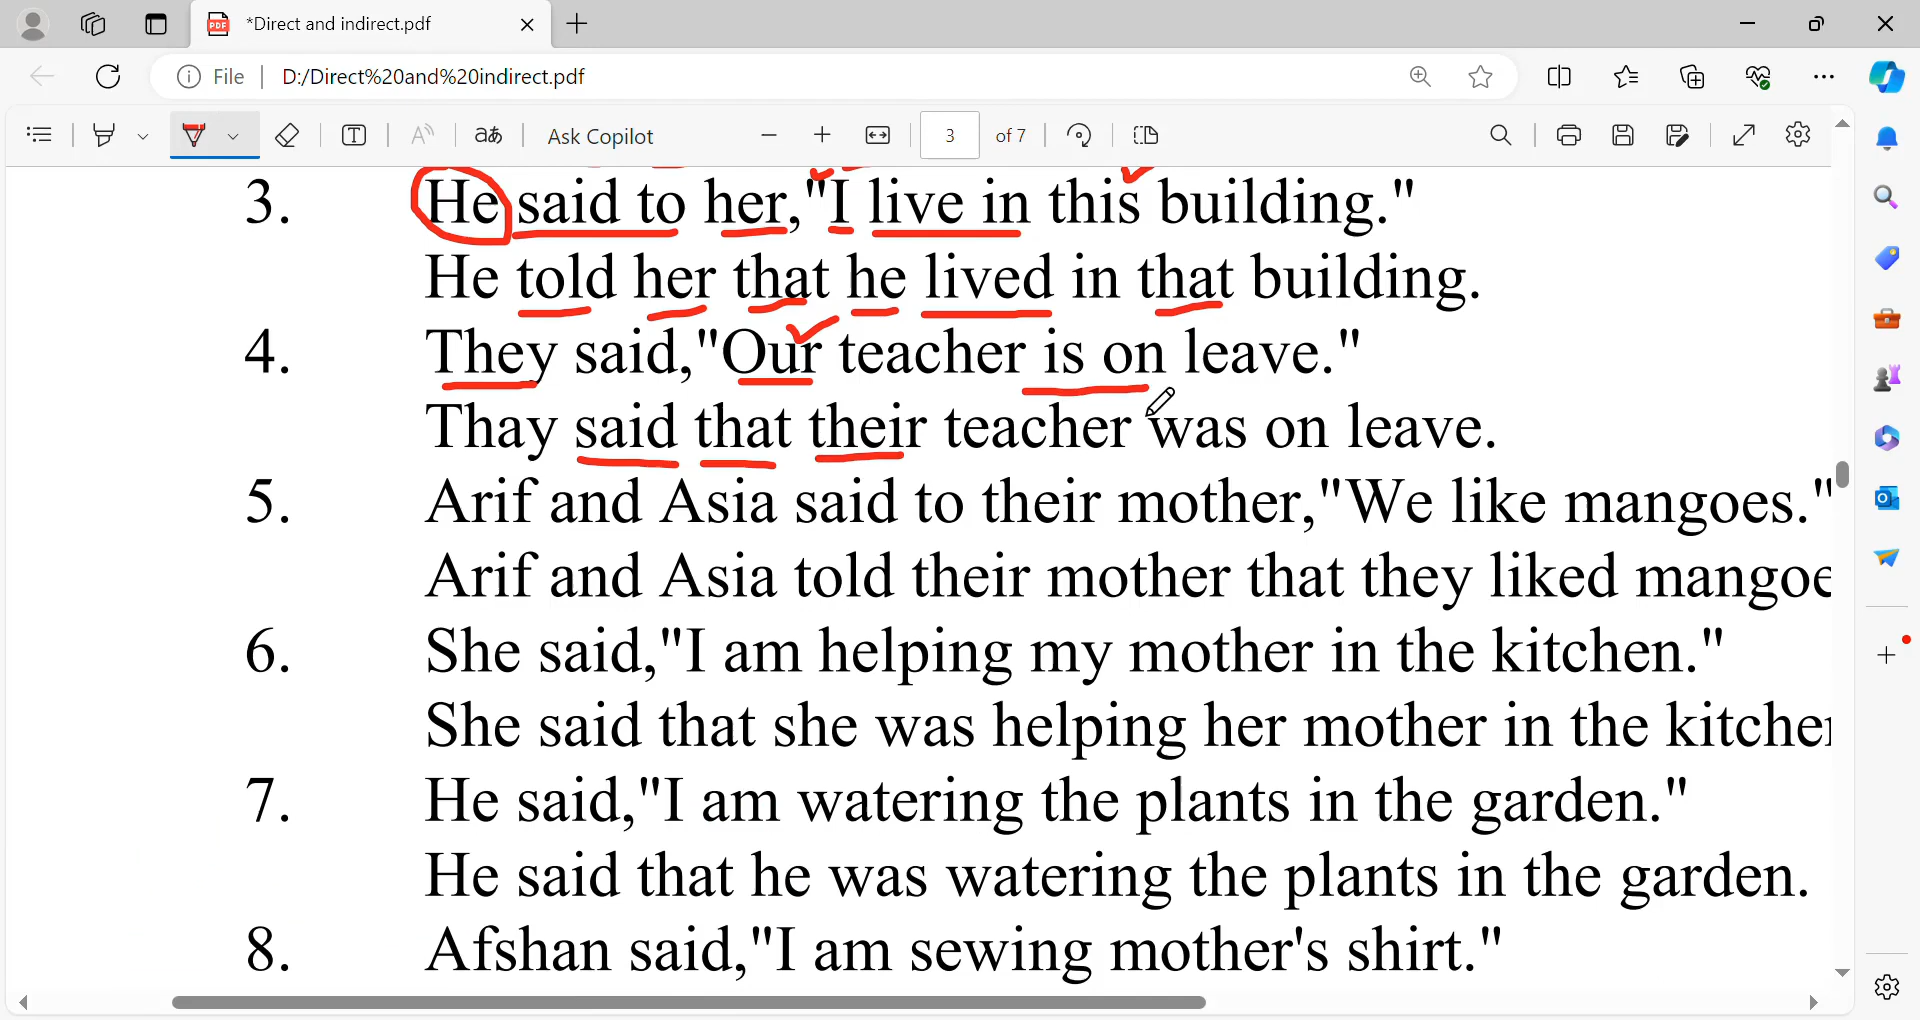 *Direct and indirect.pdf
File D:/Direct%20and%20indirect.pdf
aあ Ask Copilot 3 of 7
3. He said to her,"I live in this building."
He told her that he lived in that building.
4. They said,"Our teacher is on leave."
Thay said that their teacher was on leave.
5. Arif and Asia said to their mother,"We like mangoes."
Arif and Asia told their mother that they liked mangoe
6. She said,"I am helping my mother in the kitchen."
She said that she was helping her mother in the kitchen
7. He said,"I am watering the plants in the garden."
He said that he was watering the plants in the garden.
8. Afshan said,"I am sewing mother's shirt."